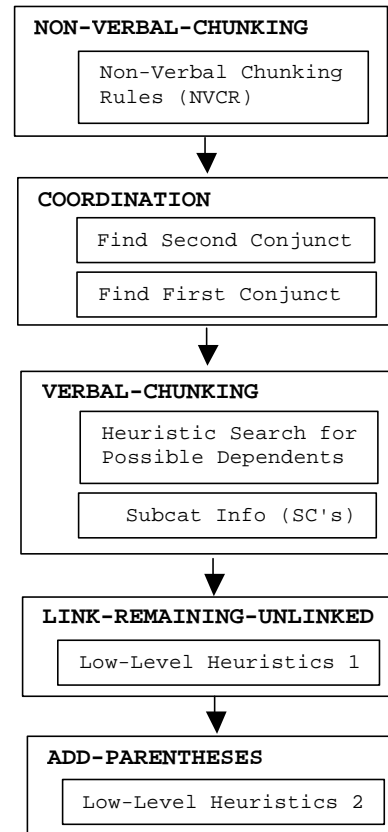 NON-VERBAL-CHUNKING
Non-Verbal Chunking
Rules (NVCR)
COORDINATION
Find Second Conjunct
Find First Conjunct
VERBAL-CHUNKING
Heuristic Search for
Possible Dependents
Subcat Info (SC's)
LINK-REMAINING-UNLINKED
Low-Level Heuristics 1
ADD-PARENTHESES
Low-Level Heuristics 2